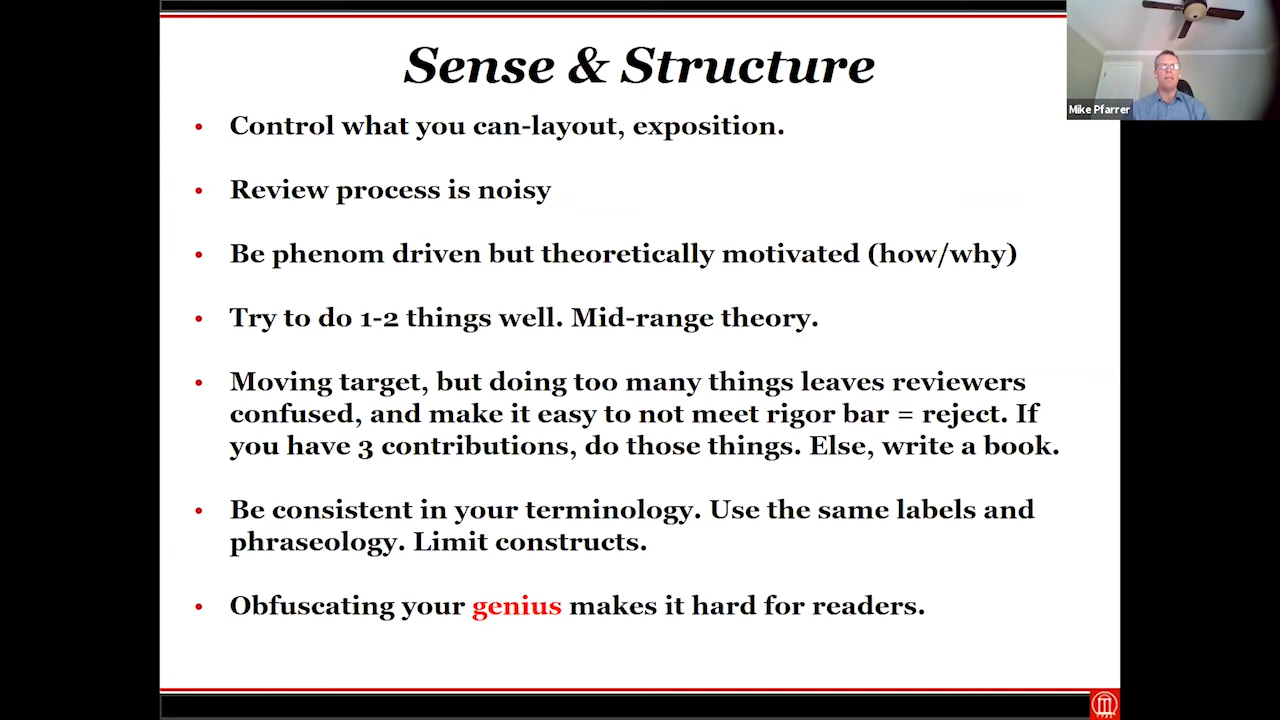 Sense & Structure
Mike Pfarrer
• Control what you can-layout, exposition.
• Review process is noisy
• Be phenom driven but theoretically motivated (how/why)
• Try to do 1-2 things well. Mid-range theory.
• Moving target, but doing too many things leaves reviewers
confused, and make it easy to not meet rigor bar = reject. If
you have 3 contributions, do those things. Else, write a book.
• Be consistent in your terminology. Use the same labels and
phraseology. Limit constructs.
• Obfuscating your genius makes it hard for readers.